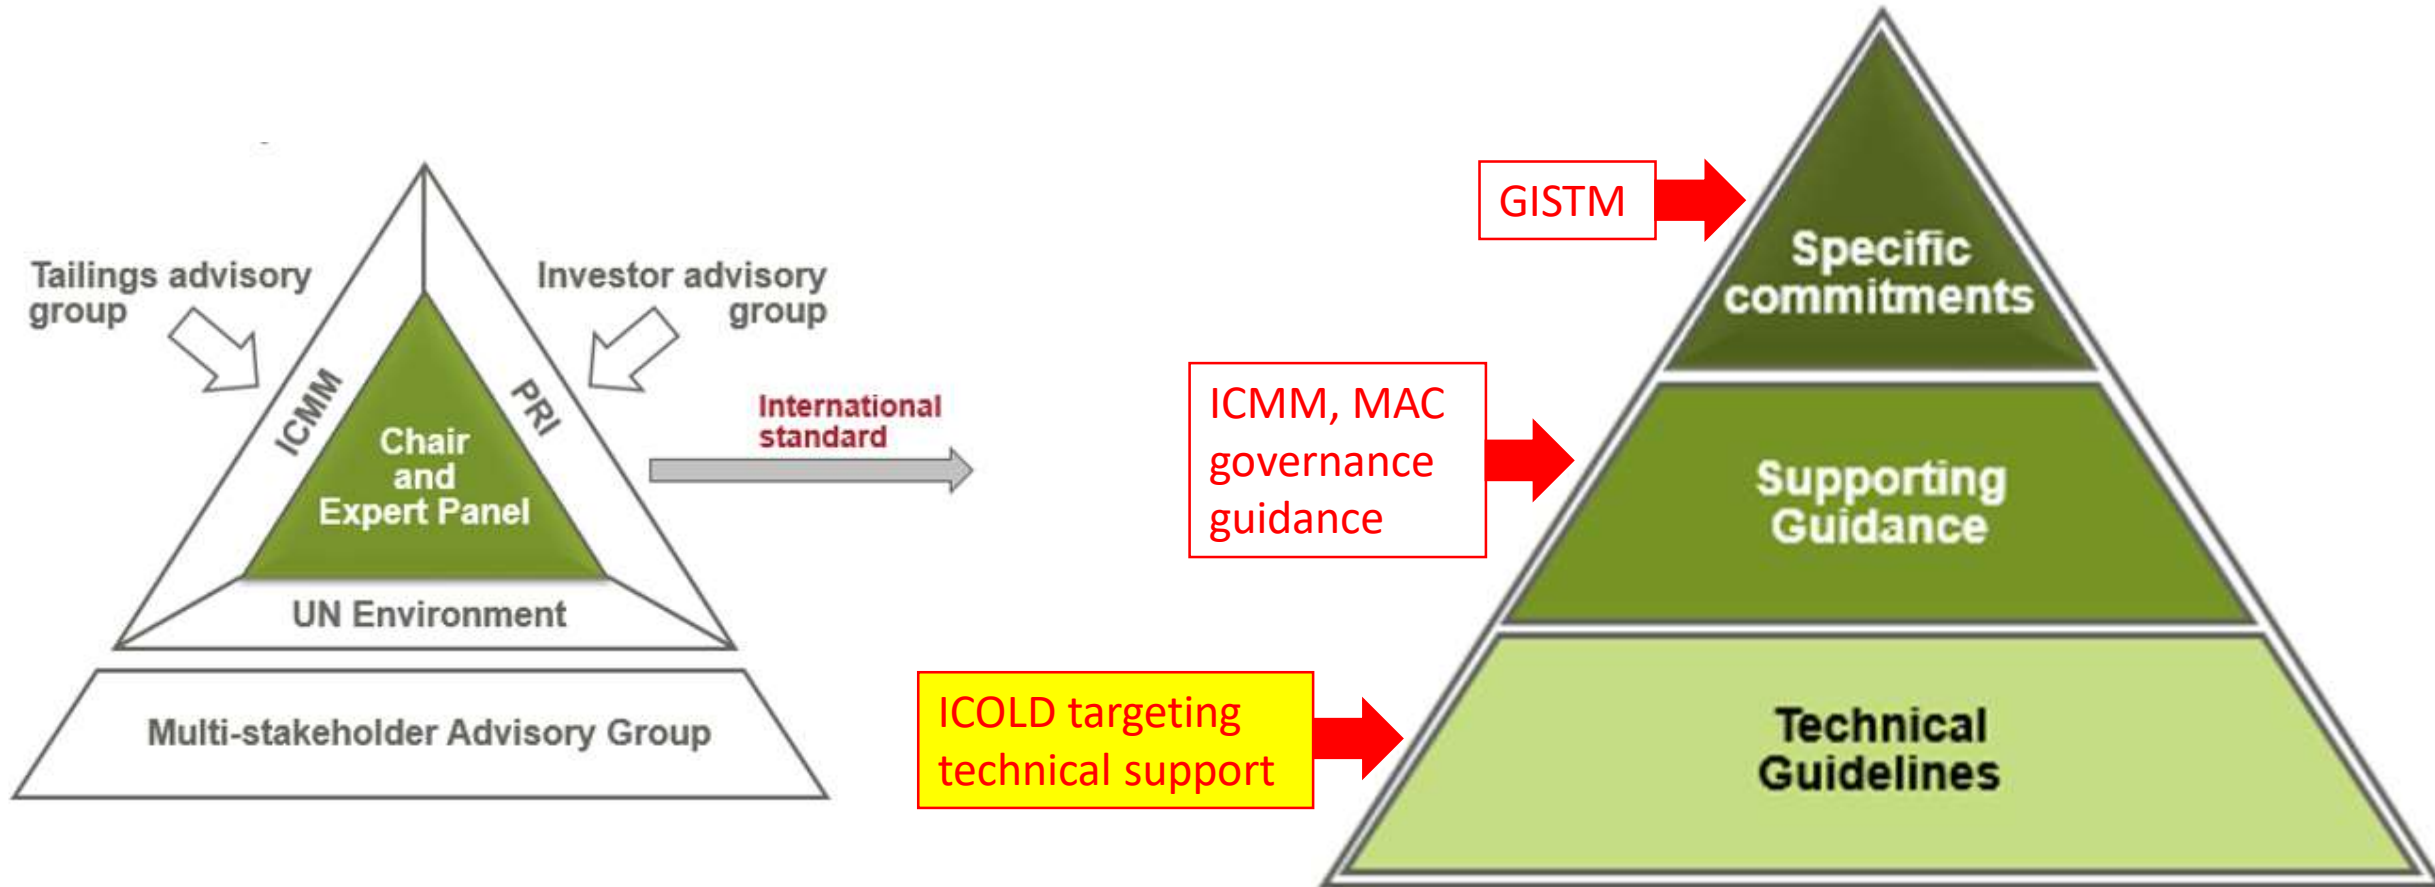 Tailings advisory
group
Investor advisory
group
ICMM
PRI
Chair
and
Expert Panel
UN Environment
Multi-stakeholder Advisory Group
International
standard
GISTM
Specific
commitments
ICMM, MAC
governance
guidance
Supporting
Guidance
ICOLD targeting
technical support
Technical
Guidelines